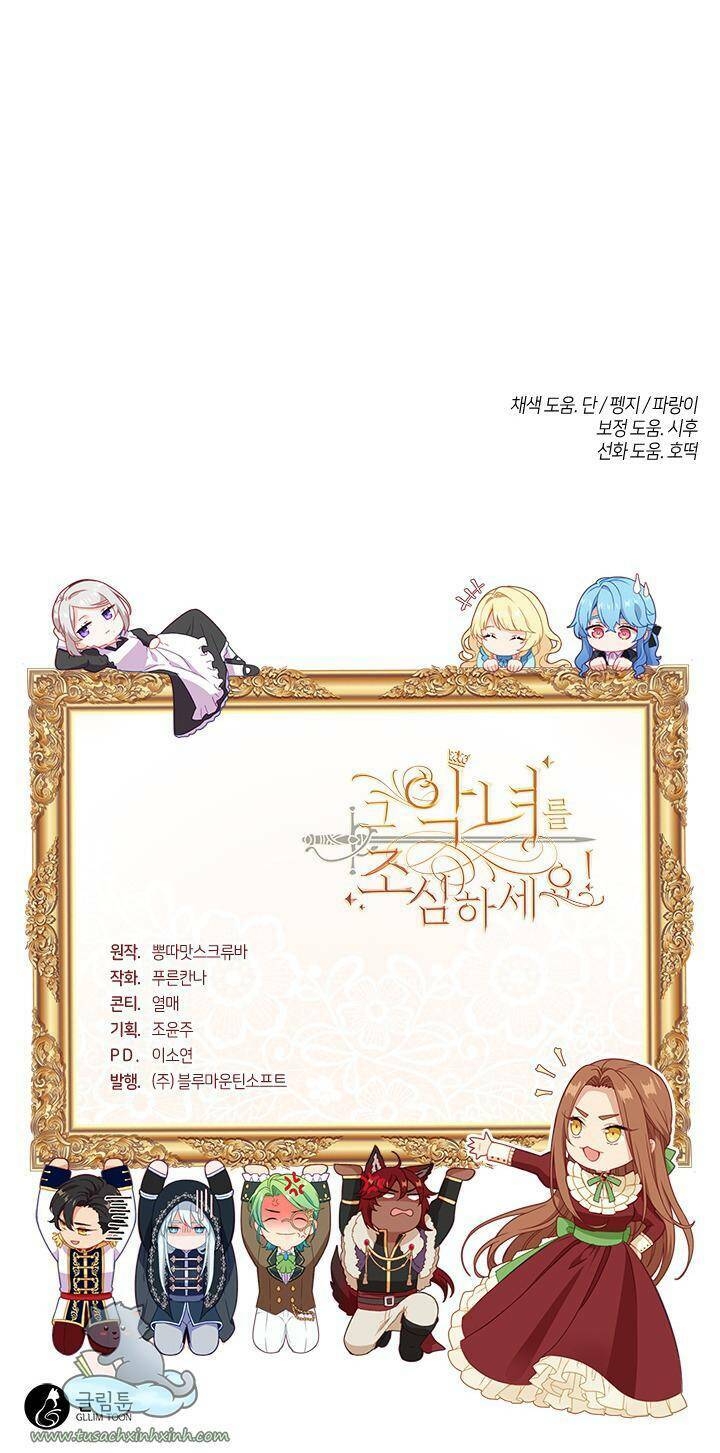 채색 도움. 단 / 펭지 / 파랑이
보정 도움. 시후
선화 도움. 호떡
그 악녀를
조심하세요!
원작. 뽕따맛스크류바
작화. 푸른칸나
콘티. 열매
기획. 조윤주
PD. 이소연
발행. (주) 블루마운틴소프트
글림툰
GLLIM TOON
www.tusachxinhxinh.com